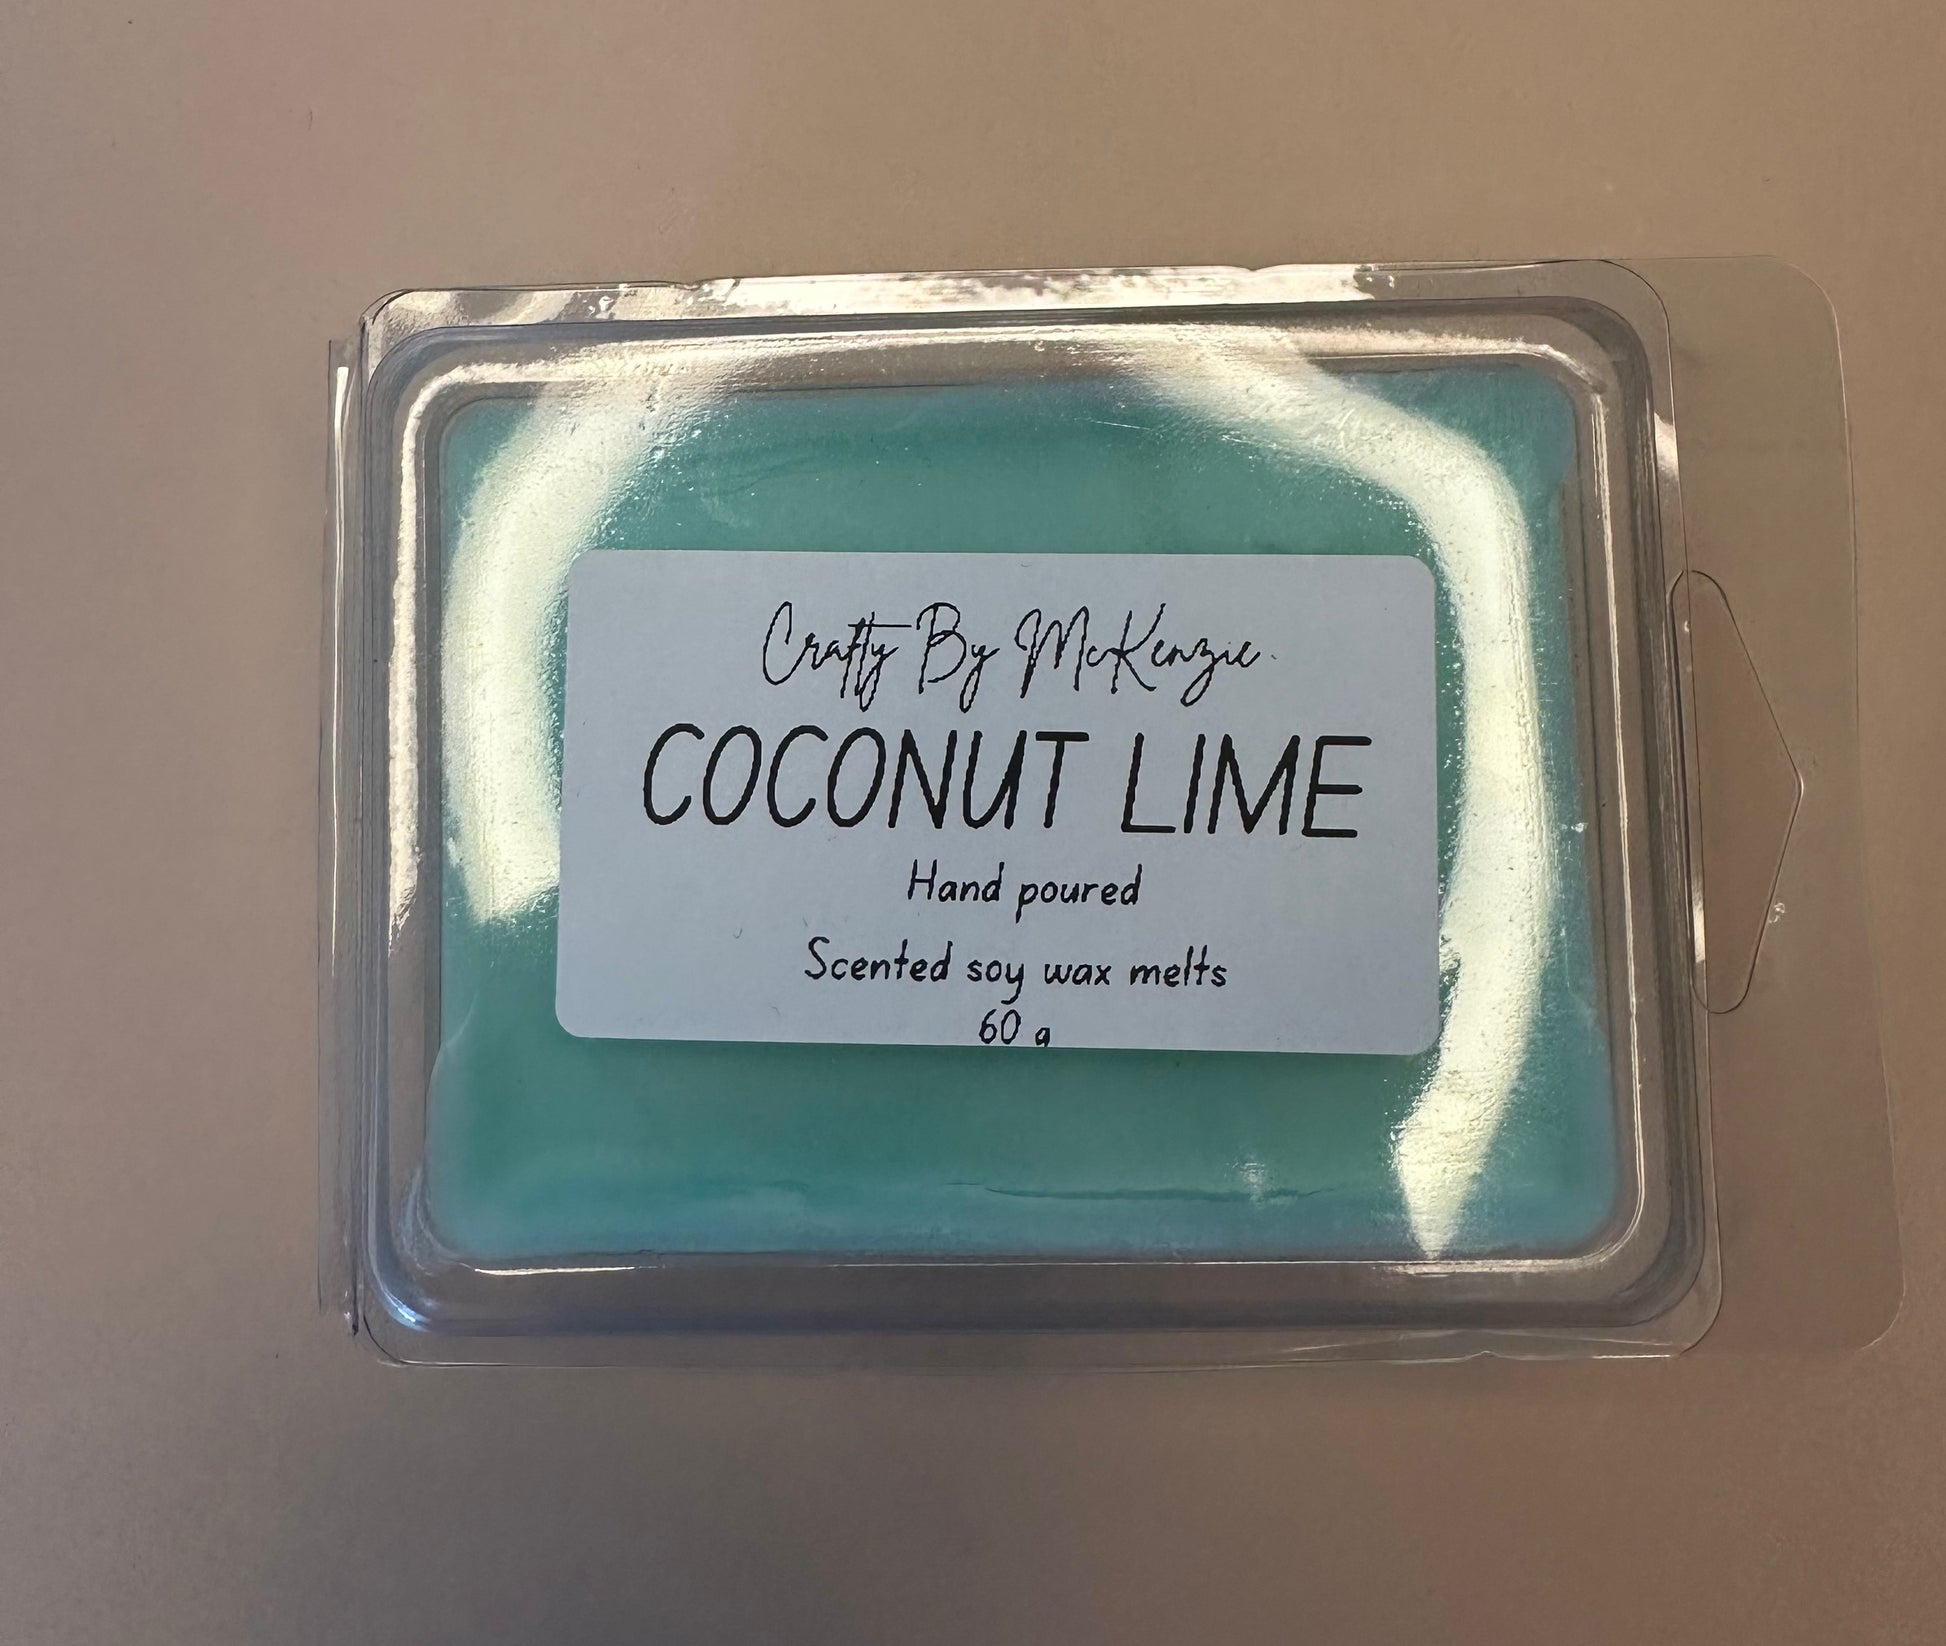 Crafty By McKenzie
COCONUT LIME
Hand poured
Scented soy wax melts
60 g